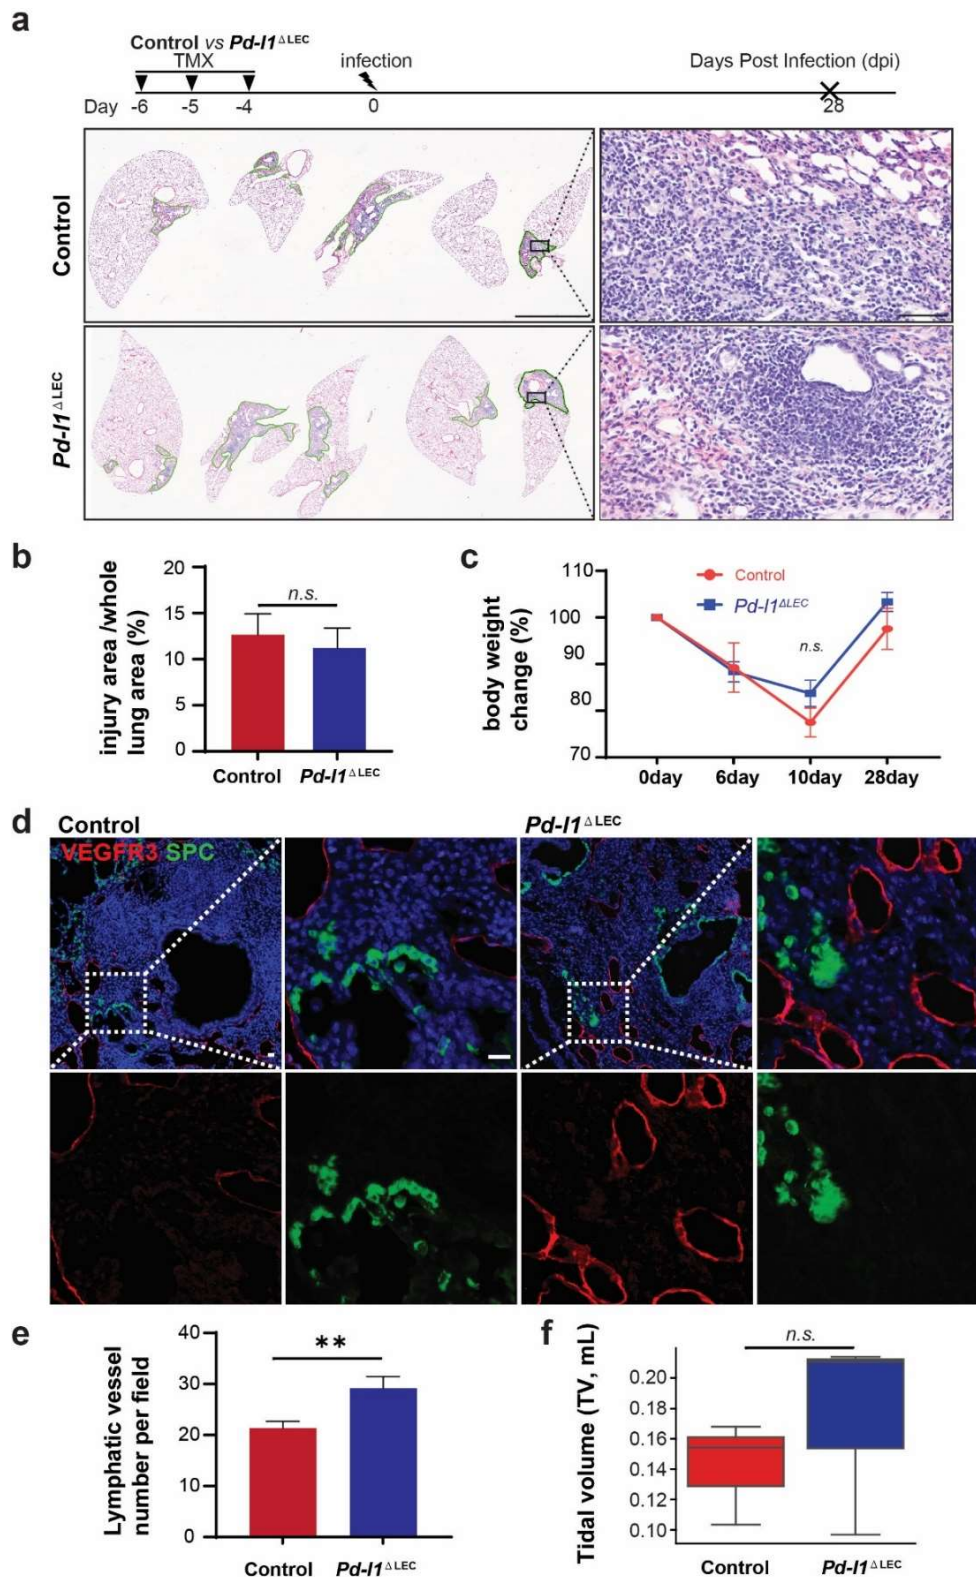 a
Control vs Pd-l1ΔLEC
TMX
infection
Days Post Infection (dpi)
Day -6 -5 -4 0 28
Control
Pd-l1ΔLEC
b
injury area /whole
lung area (%)
20
15
10
5
0
n.s.
Control Pd-l1ΔLEC
c
body weight
change (%)
110
100
90
80
70
Control
Pd-l1ΔLEC
n.s.
0day 6day 10day 28day
d
Control Pd-l1ΔLEC
VEGFR3 SPC
e
Lymphatic vessel
number per field
40
30
20
10
0
**
Control Pd-l1ΔLEC
f
Tidal volume (TV, mL)
n.s.
0.20
0.18
0.16
0.14
0.12
0.10
Control Pd-l1ΔLEC